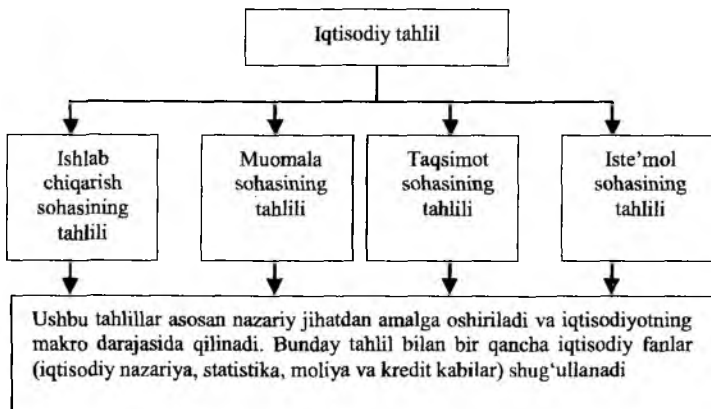 Iqtisodiy tahlil
Ishlab
chiqarish
sohasining
tahlili
Muomala
sohasining
tahlili
Taqsimot
sohasining
tahlili
Iste’mol
sohasining
tahlili
Ushbu tahlillar asosan nazariy jihatdan amalga oshiriladi va iqtisodiyotning
makro darajasida qilinadi. Bunday tahlil bilan bir qancha iqtisodiy fanlar
(iqtisodiy nazariya, statistika, moliya va kredit kabilar) shug‘ullanadi